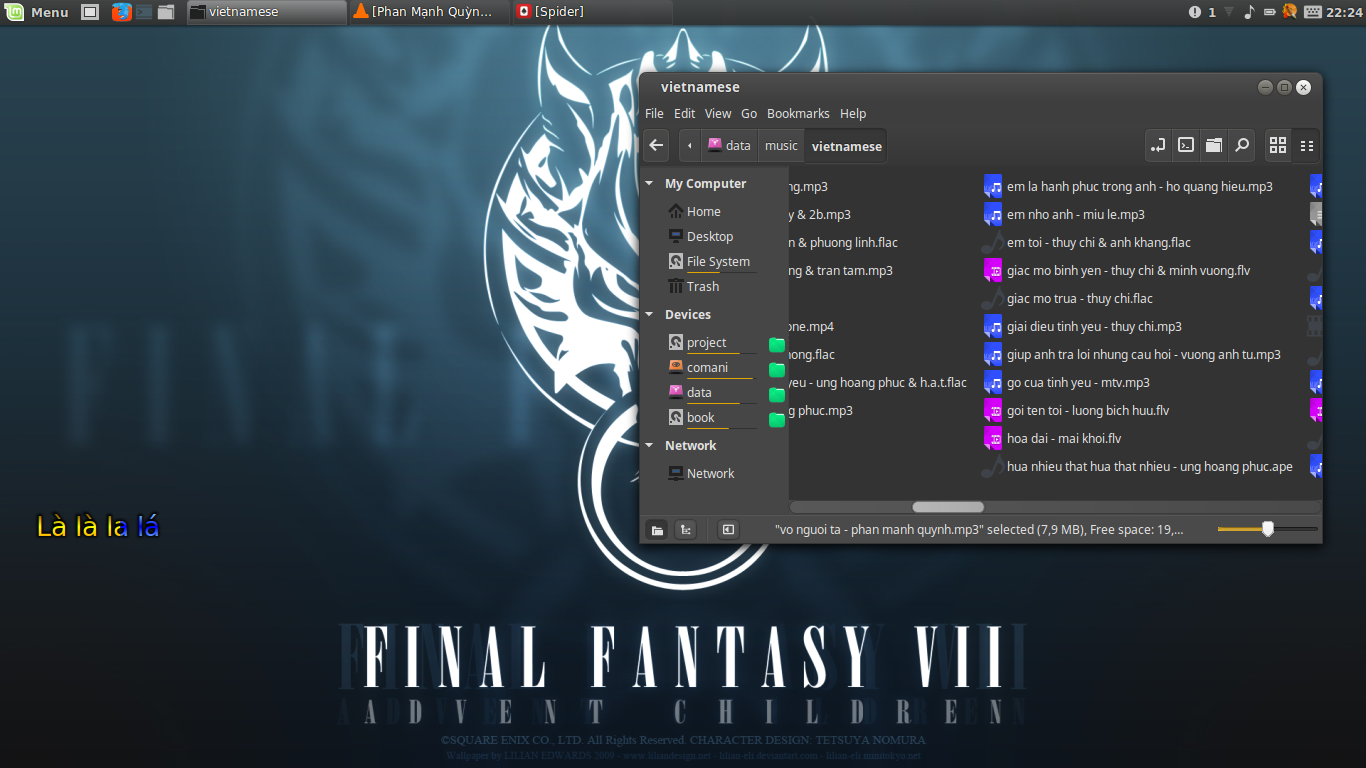 Menu
vietnamese
[Phan Mạnh Quỳn...
[Spider]
1
22:24
vietnamese
File Edit View Go Bookmarks Help
data
music
vietnamese
My Computer
Home
Desktop
File System
Trash
Devices
project
comani
data
book
Network
Network
ng.mp3
y & 2b.mp3
n & phuong linh.flac
ng & tran tam.mp3
one.mp4
hong.flac
yeu - ung hoang phuc & h.a.t.flac
g phuc.mp3
em la hanh phuc trong anh - ho quang hieu.mp3
em nho anh - miu le.mp3
em toi - thuy chi & anh khang.flac
giac mo binh yen - thuy chi & minh vuong.flv
giac mo trua - thuy chi.flac
giai dieu tinh yeu - thuy chi.mp3
giup anh tra loi nhung cau hoi - vuong anh tu.mp3
go cua tinh yeu - mtv.mp3
goi ten toi - luong bich huu.flv
hoa dai - mai khoi.flv
hua nhieu that hua that nhieu - ung hoang phuc.ape
"vo nguoi ta - phan manh quynh.mp3" selected (7,9 MB), Free space: 19,...
Là là la lá
FINAL FANTASY VII
ADVENT CHILDREN
©SQUARE ENIX CO., LTD. All Rights Reserved. CHARACTER DESIGN: TETSUYA NOMURA
Wallpaper by LILIAN EDWARDS 2009 - www.liliandesign.net - lilian-eli.deviantart.com - lilian-eli.minitokyo.net